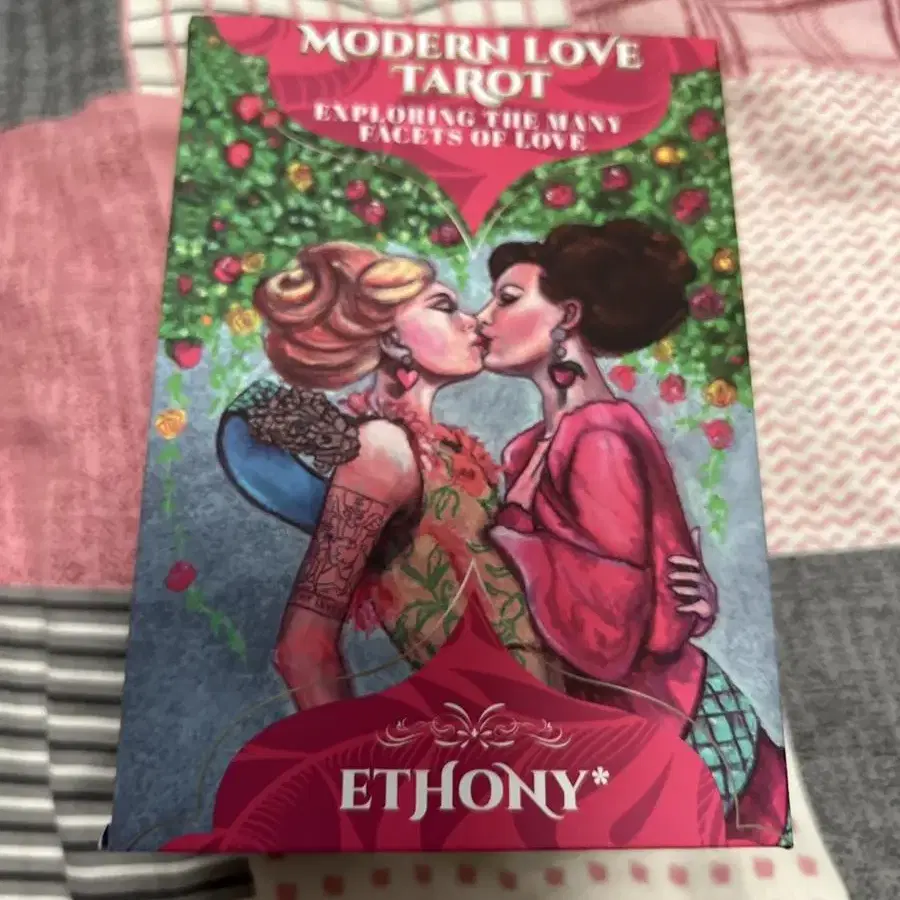 MODERN LOVE
TAROT
EXPLORING THE MANY
FACETS OF LOVE
ETHONY*